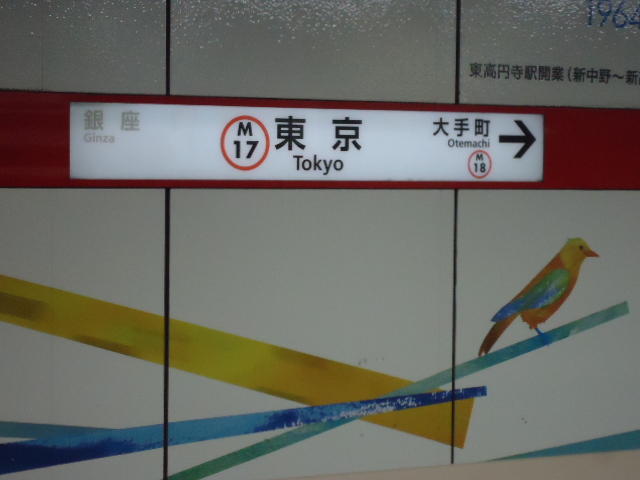 1964
東高円寺駅開業（新中野〜新
銀座
Ginza
M
17
東京
Tokyo
大手町
Otemachi
M
18